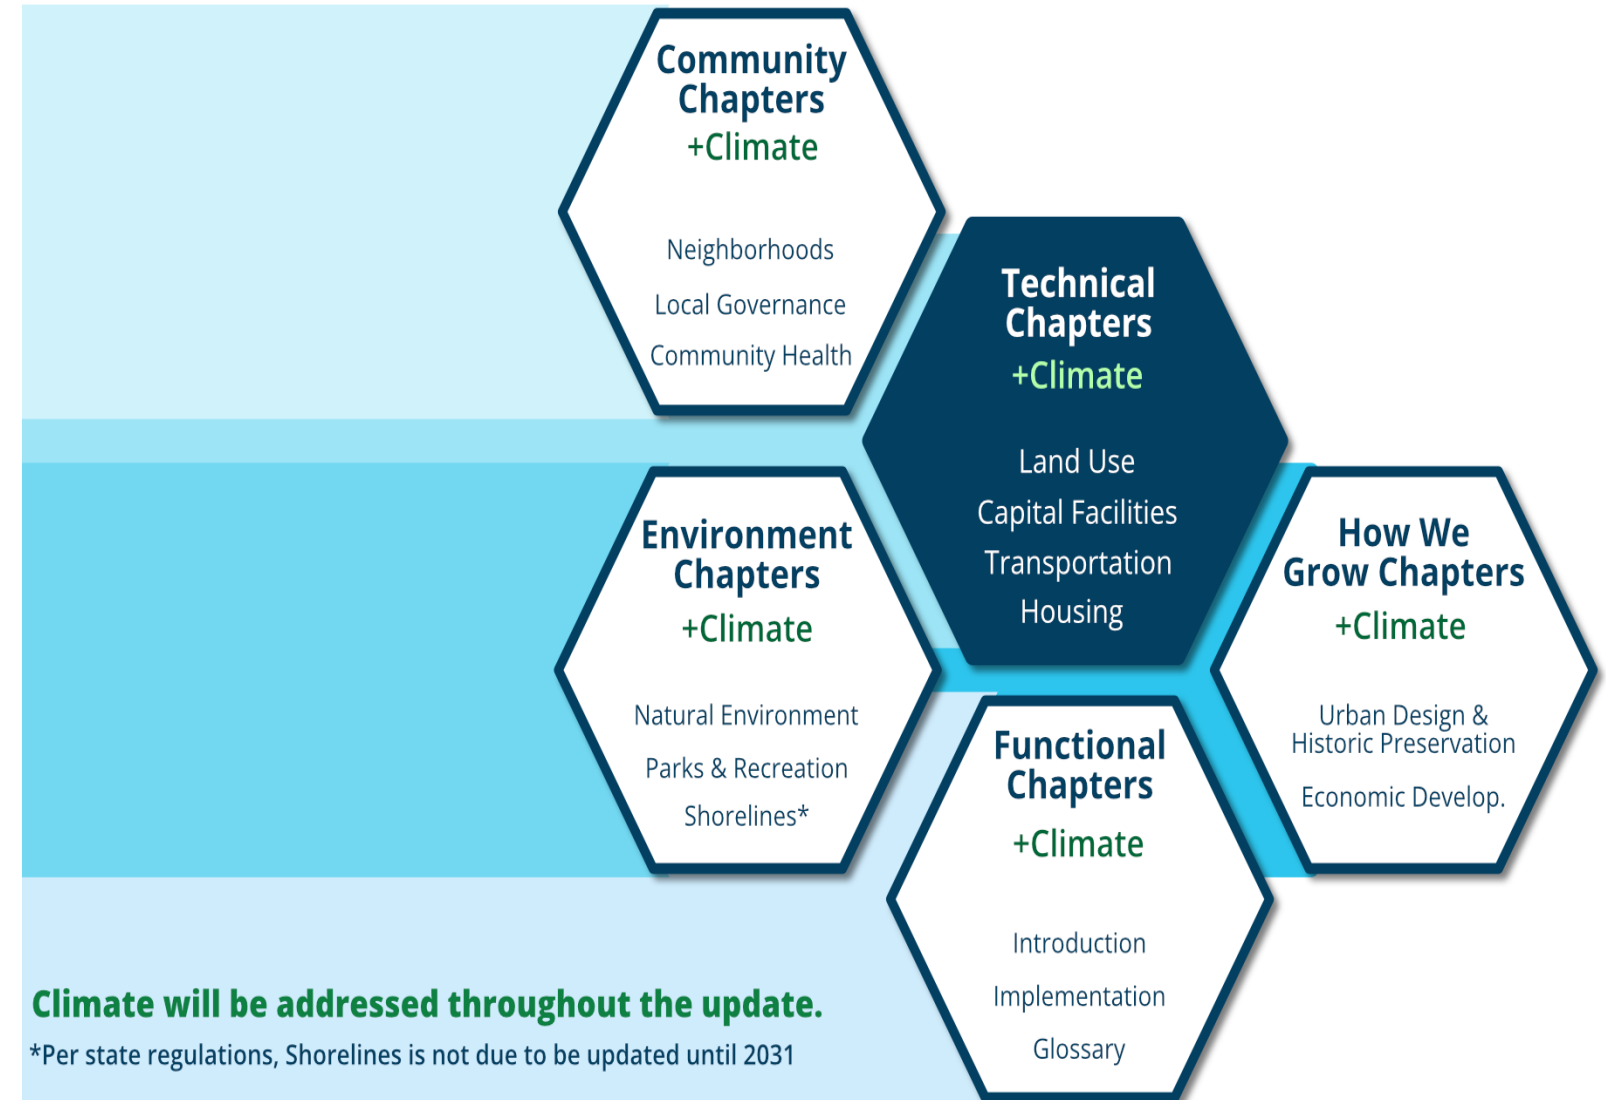 Community
Chapters
+Climate
Neighborhoods
Local Governance
Community Health
Technical
Chapters
+Climate
Land Use
Capital Facilities
Transportation
Housing
Environment
Chapters
+Climate
Natural Environment
Parks & Recreation
Shorelines*
How We
Grow Chapters
+Climate
Urban Design &
Historic Preservation
Economic Develop.
Functional
Chapters
+Climate
Introduction
Implementation
Glossary
Climate will be addressed throughout the update.
*Per state regulations, Shorelines is not due to be updated until 2031